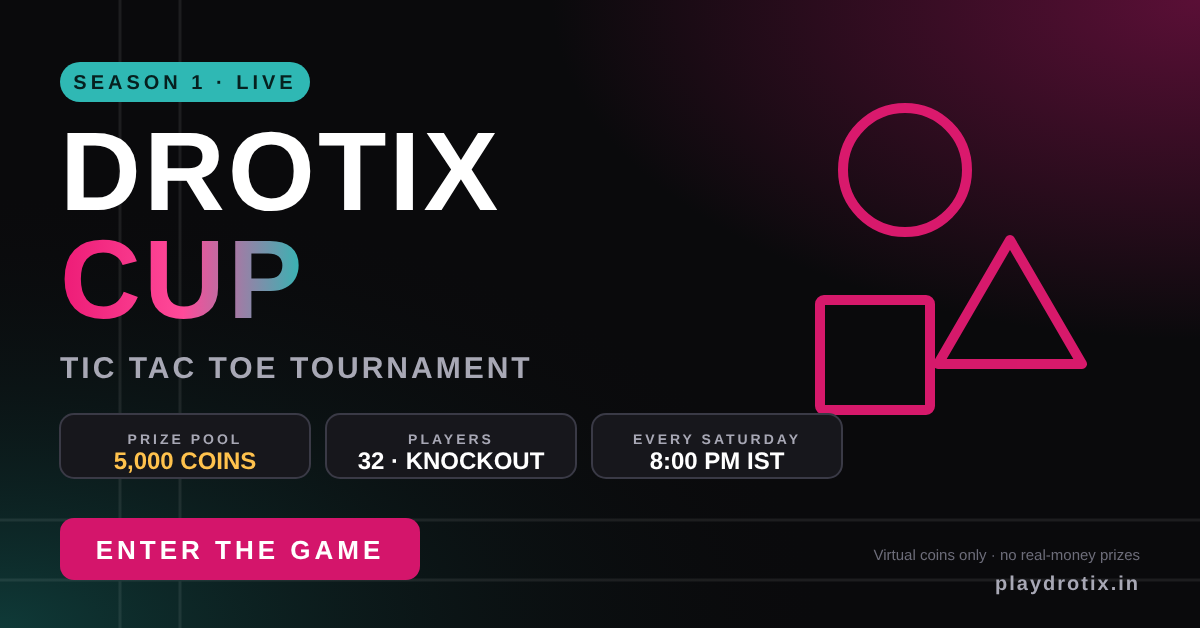 SEASON 1 · LIVE
DROTIX
CUP
TIC TAC TOE TOURNAMENT
PRIZE POOL
5,000 COINS
PLAYERS
32 · KNOCKOUT
EVERY SATURDAY
8:00 PM IST
ENTER THE GAME
Virtual coins only · no real-money prizes
playdrotix.in